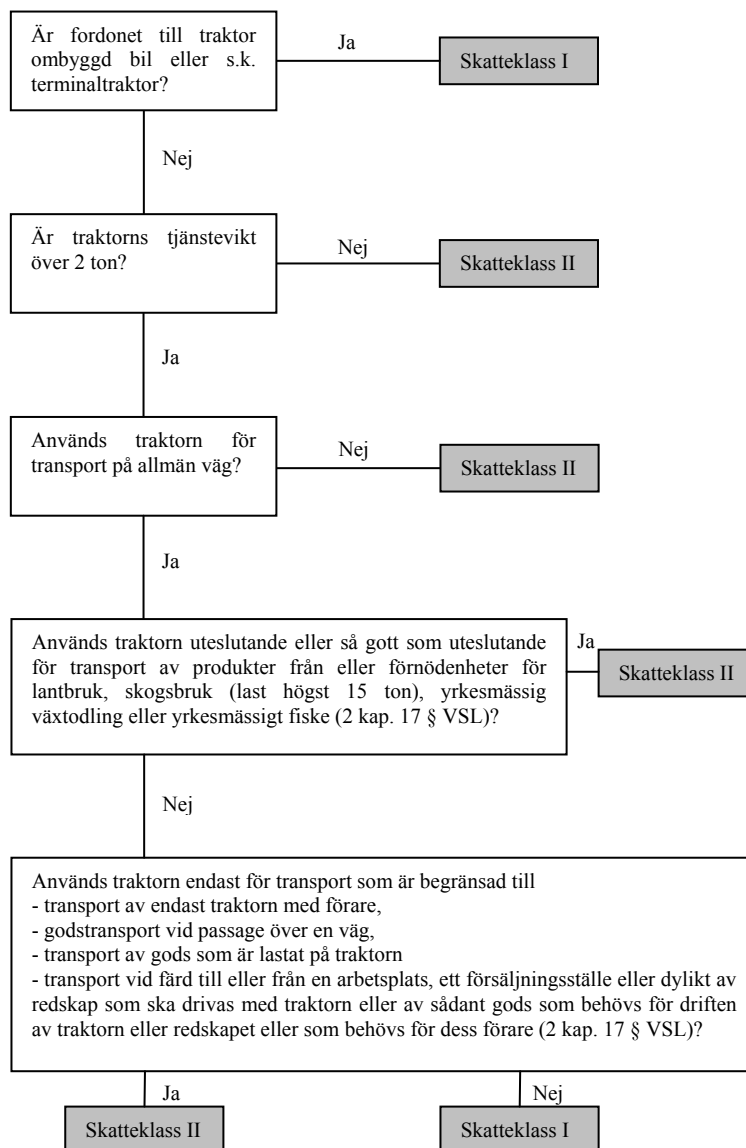 Är fordonet till traktor
ombyggd bil eller s.k.
terminaltraktor?
Ja
Skatteklass I
Nej
Är traktorns tjänstevikt
över 2 ton?
Nej
Skatteklass II
Ja
Används traktorn för
transport på allmän väg?
Nej
Skatteklass II
Ja
Används traktorn uteslutande eller så gott som uteslutande
för transport av produkter från eller förnödenheter för
lantbruk, skogsbruk (last högst 15 ton), yrkesmässig
växtodling eller yrkesmässigt fiske (2 kap. 17 § VSL)?
Ja
Skatteklass II
Nej
Används traktorn endast för transport som är begränsad till
- transport av endast traktorn med förare,
- godstransport vid passage över en väg,
- transport av gods som är lastat på traktorn
- transport vid färd till eller från en arbetsplats, ett försäljningsställe eller dylikt av
redskap som ska drivas med traktorn eller av sådant gods som behövs för driften
av traktorn eller redskapet eller som behövs för dess förare (2 kap. 17 § VSL)?
Ja
Nej
Skatteklass II
Skatteklass I